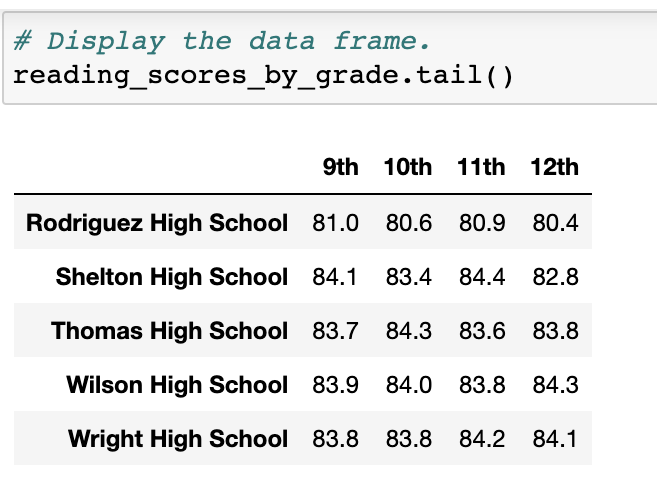 # Display the data frame.
reading_scores_by_grade.tail()
9th 10th 11th 12th
Rodriguez High School 81.0 80.6 80.9 80.4
Shelton High School 84.1 83.4 84.4 82.8
Thomas High School 83.7 84.3 83.6 83.8
Wilson High School 83.9 84.0 83.8 84.3
Wright High School 83.8 83.8 84.2 84.1